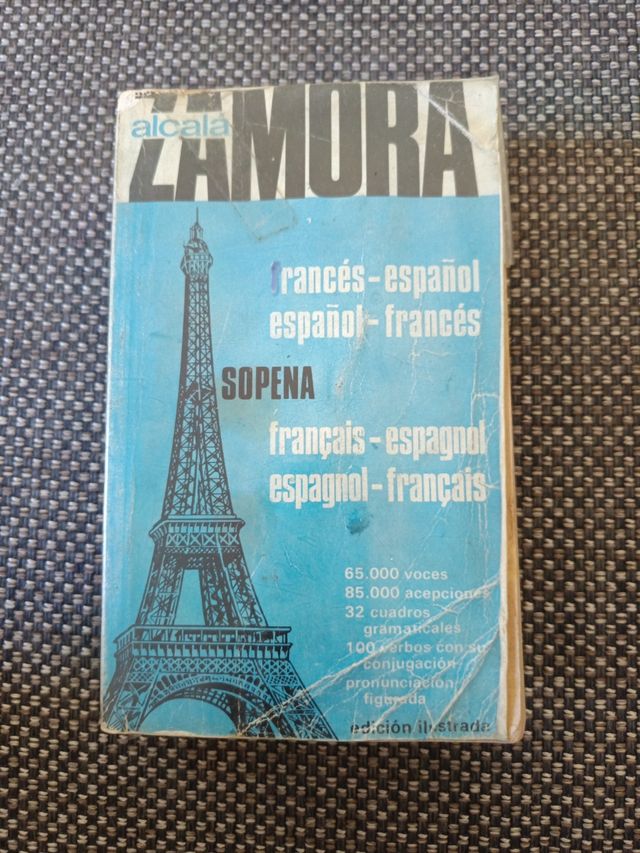 alcalá
ZAMORA
francés-español
español-francés
SOPENA
français-espagnol
espagnol-français
65.000 voces
85.000 acepciones
32 cuadros
gramaticales
100 verbos con su
conjugación
pronunciación
figurada
edición ilustrada